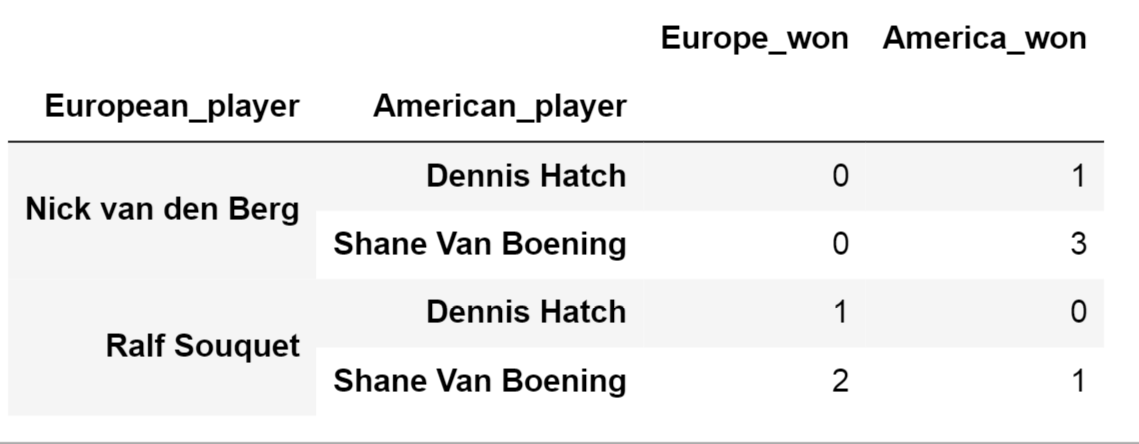 Europe_won America_won
European_player American_player
Nick van den Berg Dennis Hatch 0 1
Shane Van Boening 0 3
Ralf Souquet Dennis Hatch 1 0
Shane Van Boening 2 1